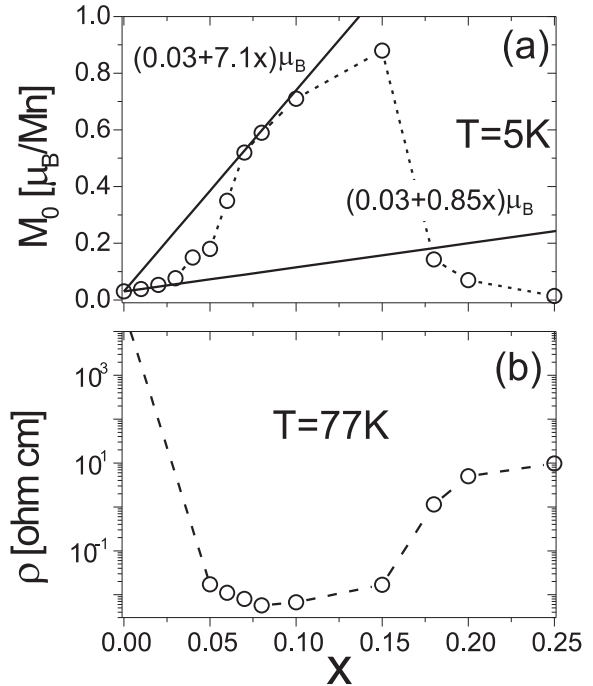 1.0
(0.03+7.1x)μB
(a)
0.8
0.6
T=5K
M0 [μB/Mn]
0.4
(0.03+0.85x)μB
0.2
0.0
(b)
10^3
T=77K
ρ [ohm cm]
10^1
10^-1
0.00 0.05 0.10 0.15 0.20 0.25
x